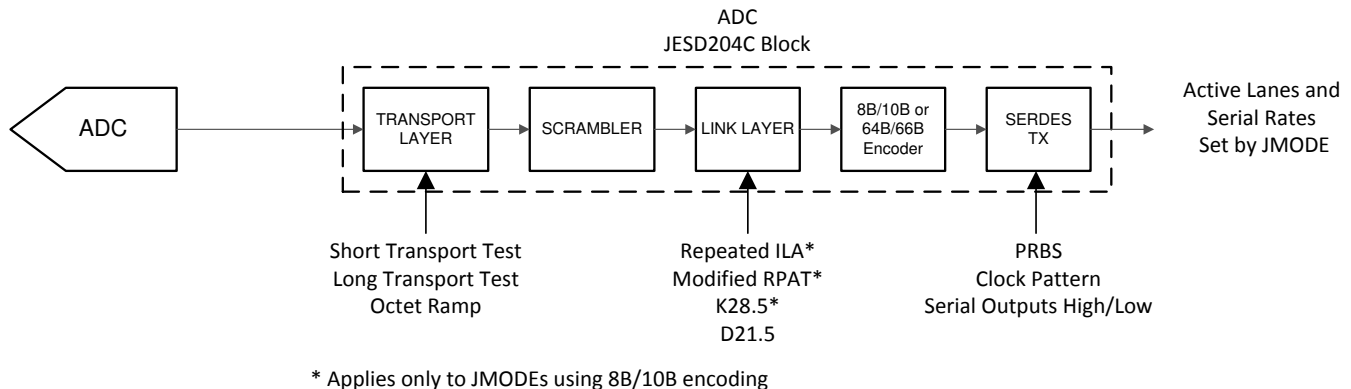 ADC
JESD204C Block
ADC
TRANSPORT
LAYER
SCRAMBLER
LINK LAYER
8B/10B or
64B/66B
Encoder
SERDES
TX
Active Lanes and
Serial Rates
Set by JMODE
Short Transport Test
Long Transport Test
Octet Ramp
Repeated ILA*
Modified RPAT*
K28.5*
D21.5
PRBS
Clock Pattern
Serial Outputs High/Low
* Applies only to JMODEs using 8B/10B encoding